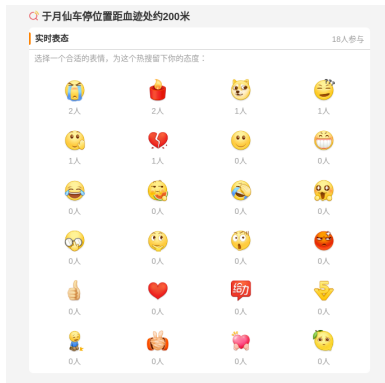 于月仙车停位置距血迹处约200米
实时表态
18人参与
选择一个合适的表情，为这个热搜留下你的态度：
2人 2人 1人 1人
1人 1人 0人 0人
0人 0人 0人 0人
0人 0人 0人 0人
给力
0人 0人 0人 0人
0人 0人 0人 0人